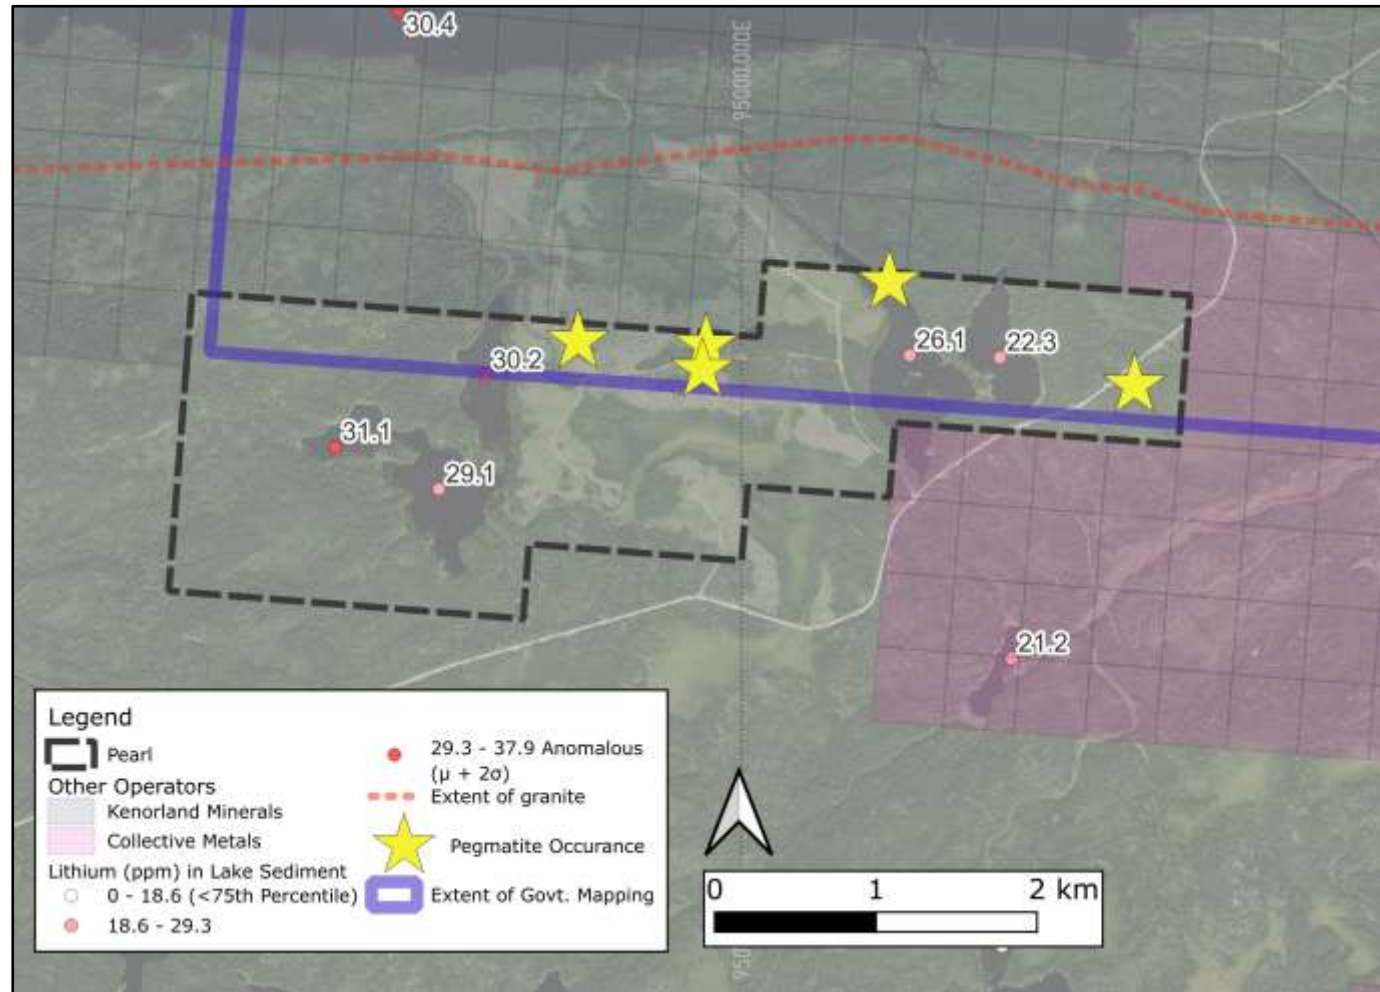 30.4
95000.000E
26.1
22.3
30.2
31.1
29.1
21.2
Legend
Pearl
Other Operators
Kenorland Minerals
Collective Metals
Lithium (ppm) in Lake Sediment
0 - 18.6 (<75th Percentile)
18.6 - 29.3
29.3 - 37.9 Anomalous
(μ + 2σ)
Extent of granite
Pegmatite Occurance
Extent of Govt. Mapping
0 1 2 km